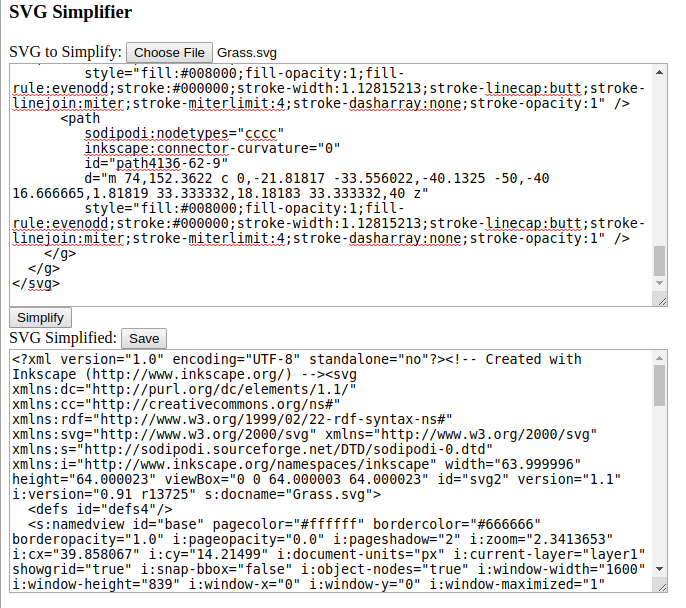 SVG Simplifier
SVG to Simplify: Choose File Grass.svg
style="fill:#008000;fill-opacity:1;fill-
rule:evenodd;stroke:#000000;stroke-width:1.12815213;stroke-linecap:butt;stroke-
linejoin:miter;stroke-miterlimit:4;stroke-dasharray:none;stroke-opacity:1" />
<path
sodipodi:nodetypes="cccc"
inkscape:connector-curvature="0"
id="path4136-62-9"
d="m 74,152.3622 c 0,-21.81817 -33.556022,-40.1325 -50,-40
16.666665,1.81819 33.333332,18.18183 33.333332,40 z"
style="fill:#008000;fill-opacity:1;fill-
rule:evenodd;stroke:#000000;stroke-width:1.12815213;stroke-linecap:butt;stroke-
linejoin:miter;stroke-miterlimit:4;stroke-dasharray:none;stroke-opacity:1" />
</g>
</g>
</svg>
Simplify
SVG Simplified: Save
<?xml version="1.0" encoding="UTF-8" standalone="no"?><!-- Created with
Inkscape (http://www.inkscape.org/) --><svg
xmlns:dc="http://purl.org/dc/elements/1.1/"
xmlns:cc="http://creativecommons.org/ns#"
xmlns:rdf="http://www.w3.org/1999/02/22-rdf-syntax-ns#"
xmlns:svg="http://www.w3.org/2000/svg" xmlns="http://www.w3.org/2000/svg"
xmlns:s="http://sodipodi.sourceforge.net/DTD/sodipodi-0.dtd"
xmlns:i="http://www.inkscape.org/namespaces/inkscape" width="63.999996"
height="64.000023" viewBox="0 0 64.000003 64.000023" id="svg2" version="1.1"
i:version="0.91 r13725" s:docname="Grass.svg">
<defs id="defs4"/>
<s:namedview id="base" pagecolor="#ffffff" bordercolor="#666666"
borderopacity="1.0" i:pageopacity="0.0" i:pageshadow="2" i:zoom="2.3413653"
i:cx="39.858067" i:cy="14.21499" i:document-units="px" i:current-layer="layer1"
showgrid="true" i:snap-bbox="false" i:object-nodes="true" i:window-width="1600"
i:window-height="839" i:window-x="0" i:window-y="0" i:window-maximized="1"